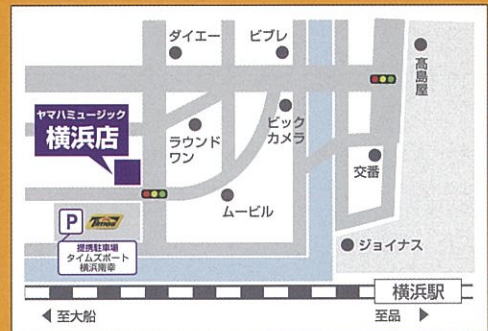 ダイエー
ビブレ
髙島屋
ヤマハミュージック
横浜店
ラウンド
ワン
ビック
カメラ
交番
ムービル
P
Times
提携駐車場
タイムズポート
横浜南幸
ジョイナス
横浜駅
至大船
至品